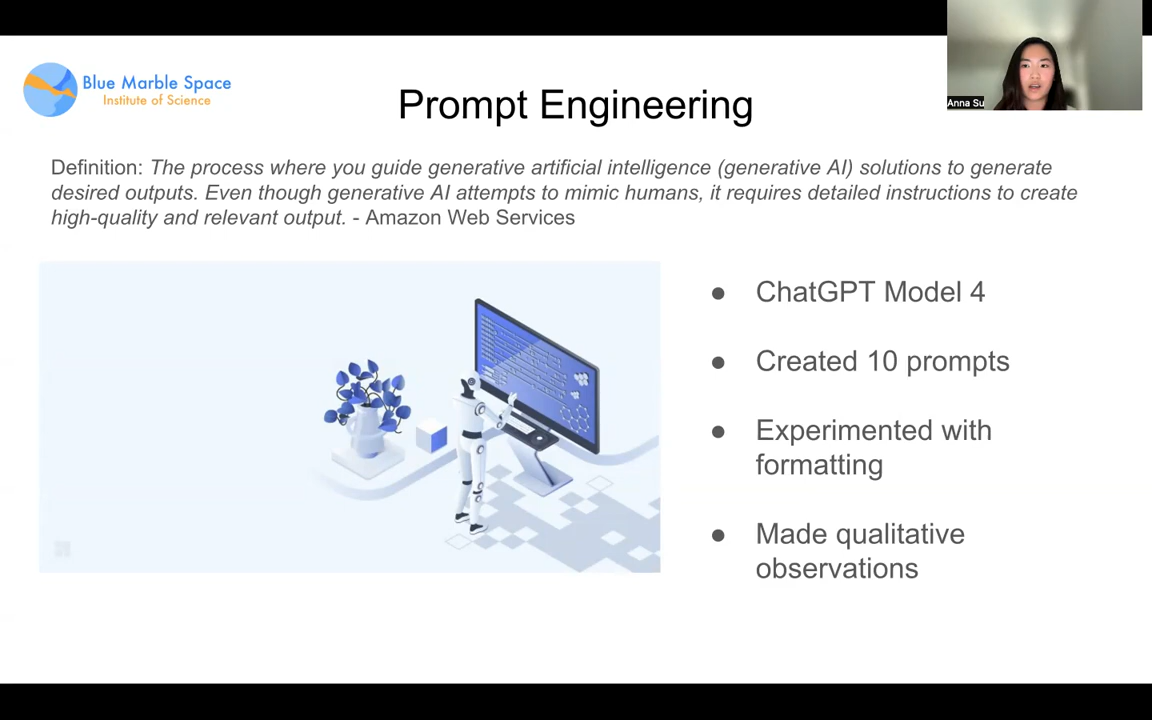 Blue Marble Space
Institute of Science
Prompt Engineering
Anna Su
Definition: The process where you guide generative artificial intelligence (generative AI) solutions to generate
desired outputs. Even though generative AI attempts to mimic humans, it requires detailed instructions to create
high-quality and relevant output. - Amazon Web Services
● ChatGPT Model 4
● Created 10 prompts
● Experimented with
formatting
● Made qualitative
observations